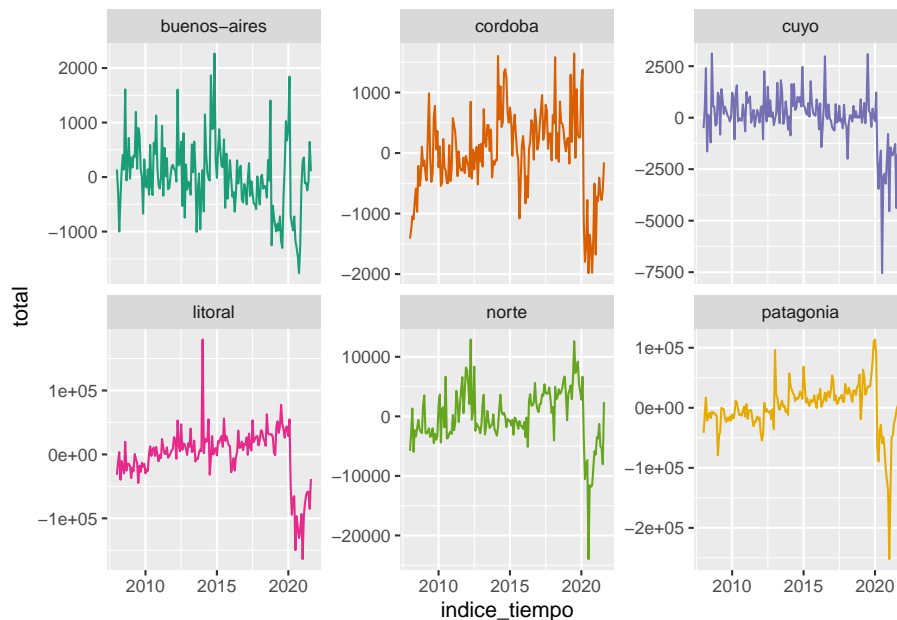 buenos−aires
cordoba
cuyo
2000
1000
0
−1000
1000
0
−1000
−2000
2500
0
−2500
−5000
−7500
total
litoral
norte
patagonia
1e+05
0e+00
−1e+05
10000
0
−10000
−20000
1e+05
0e+00
−1e+05
−2e+05
2010 2015 2020
2010 2015 2020
2010 2015 2020
indice_tiempo